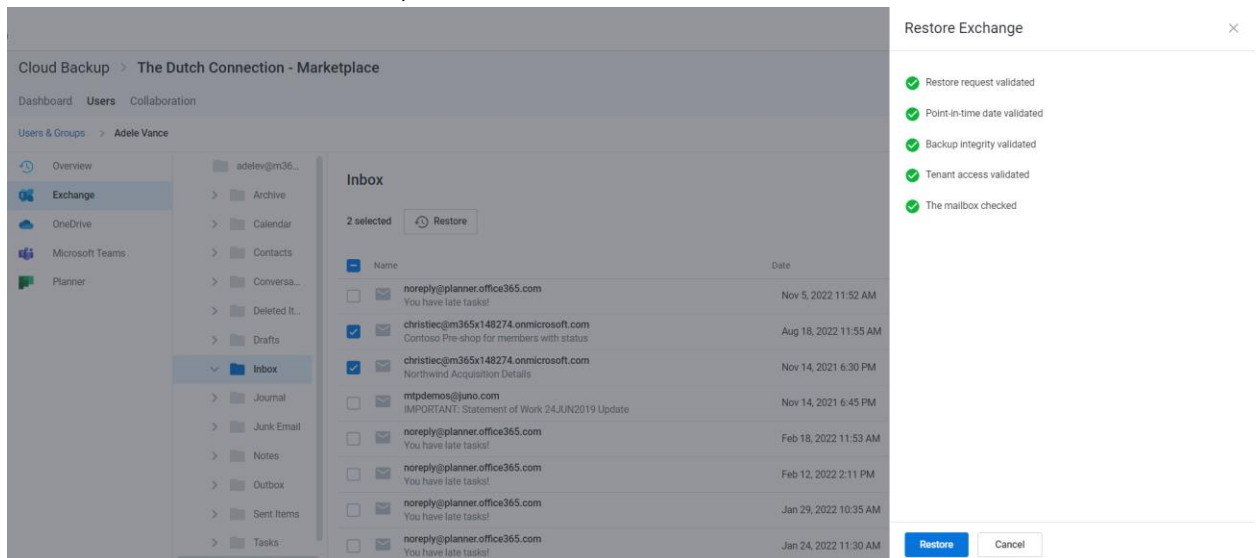 Restore Exchange
Cloud Backup > The Dutch Connection - Marketplace
Dashboard Users Collaboration
Users & Groups > Adele Vance
Overview
Exchange
OneDrive
Microsoft Teams
Planner
adelev@m36...
> Archive
> Calendar
> Contacts
> Conversa...
> Deleted It...
> Drafts
Inbox
> Journal
> Junk Email
> Notes
> Outbox
> Sent Items
> Tasks
Inbox
2 selected Restore
Name Date
noreply@planner.office365.com Nov 5, 2022 11:52 AM
You have late tasks!
christiec@m365x148274.onmicrosoft.com Aug 18, 2022 11:55 AM
Contoso Pre-shop for members with status
christiec@m365x148274.onmicrosoft.com Nov 14, 2021 6:30 PM
Northwind Acquisition Details
mtpdemos@juno.com Nov 14, 2021 6:45 PM
IMPORTANT: Statement of Work 24JUN2019 Update
noreply@planner.office365.com Feb 18, 2022 11:53 AM
You have late tasks!
noreply@planner.office365.com Feb 12, 2022 2:11 PM
You have late tasks!
noreply@planner.office365.com Jan 29, 2022 10:35 AM
You have late tasks!
noreply@planner.office365.com Jan 24, 2022 11:30 AM
You have late tasks!
Restore request validated
Point-in-time date validated
Backup integrity validated
Tenant access validated
The mailbox checked
Restore Cancel